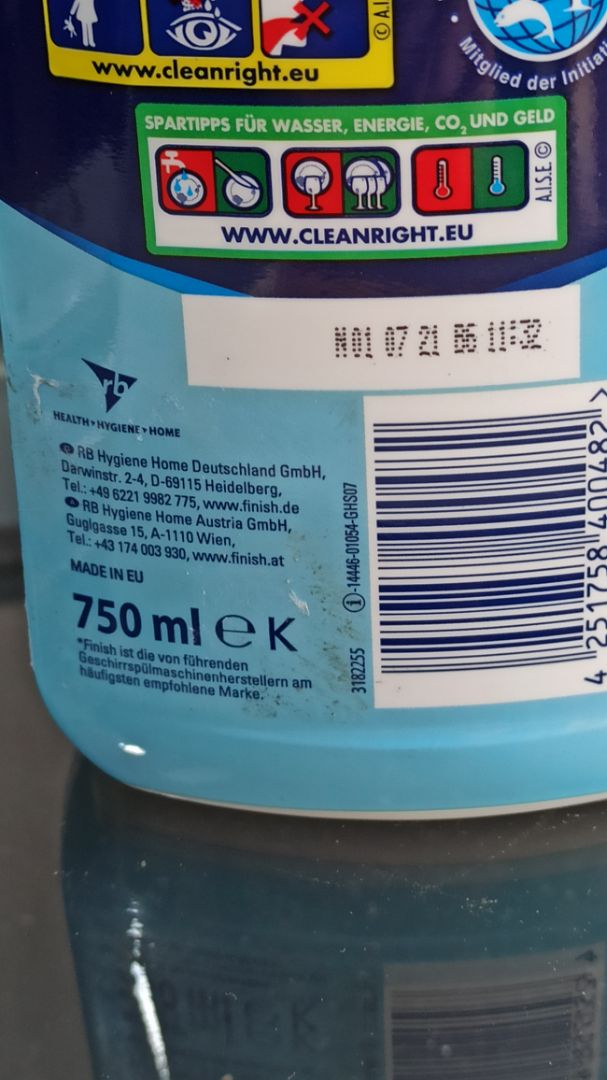 © A.I.
www.cleanright.eu
Mitglied der Initiati
SPARTIPPS FÜR WASSER, ENERGIE, CO₂ UND GELD
A.I.S.E ©
WWW.CLEANRIGHT.EU
N01 07 21 B6 11:32
rb
HEALTH▸HYGIENE▸HOME
RB Hygiene Home Deutschland GmbH,
Darwinstr. 2-4, D-69115 Heidelberg,
Tel.: +49 6221 9982 775, www.finish.de
RB Hygiene Home Austria GmbH,
Guglgasse 15, A-1110 Wien,
Tel.: +43 174 003 930, www.finish.at
MADE IN EU
750 ml ℮ K
*Finish ist die von führenden
Geschirrspülmaschinenherstellern am
häufigsten empfohlene Marke.
3182255 ⓘ-14446-01054-GHS07
4 251758 400482 >